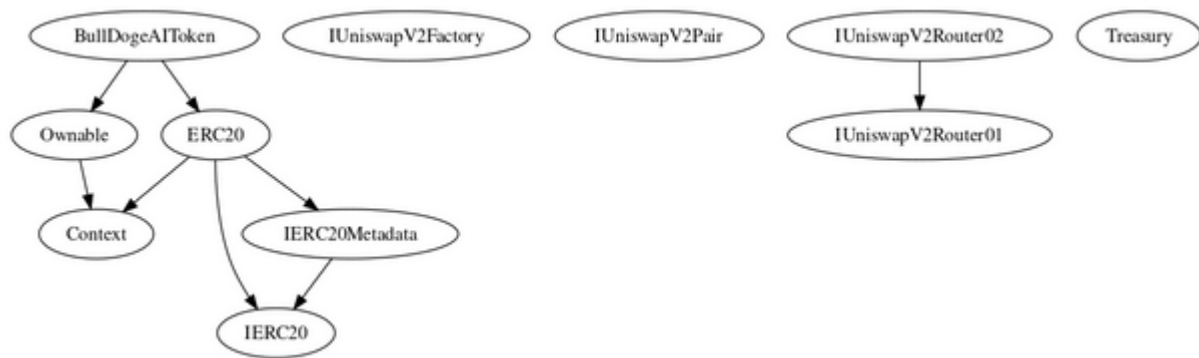 BullDogeAIToken IUniswapV2Factory IUniswapV2Pair IUniswapV2Router02 Treasury
Ownable ERC20 IUniswapV2Router01
Context IERC20Metadata
IERC20